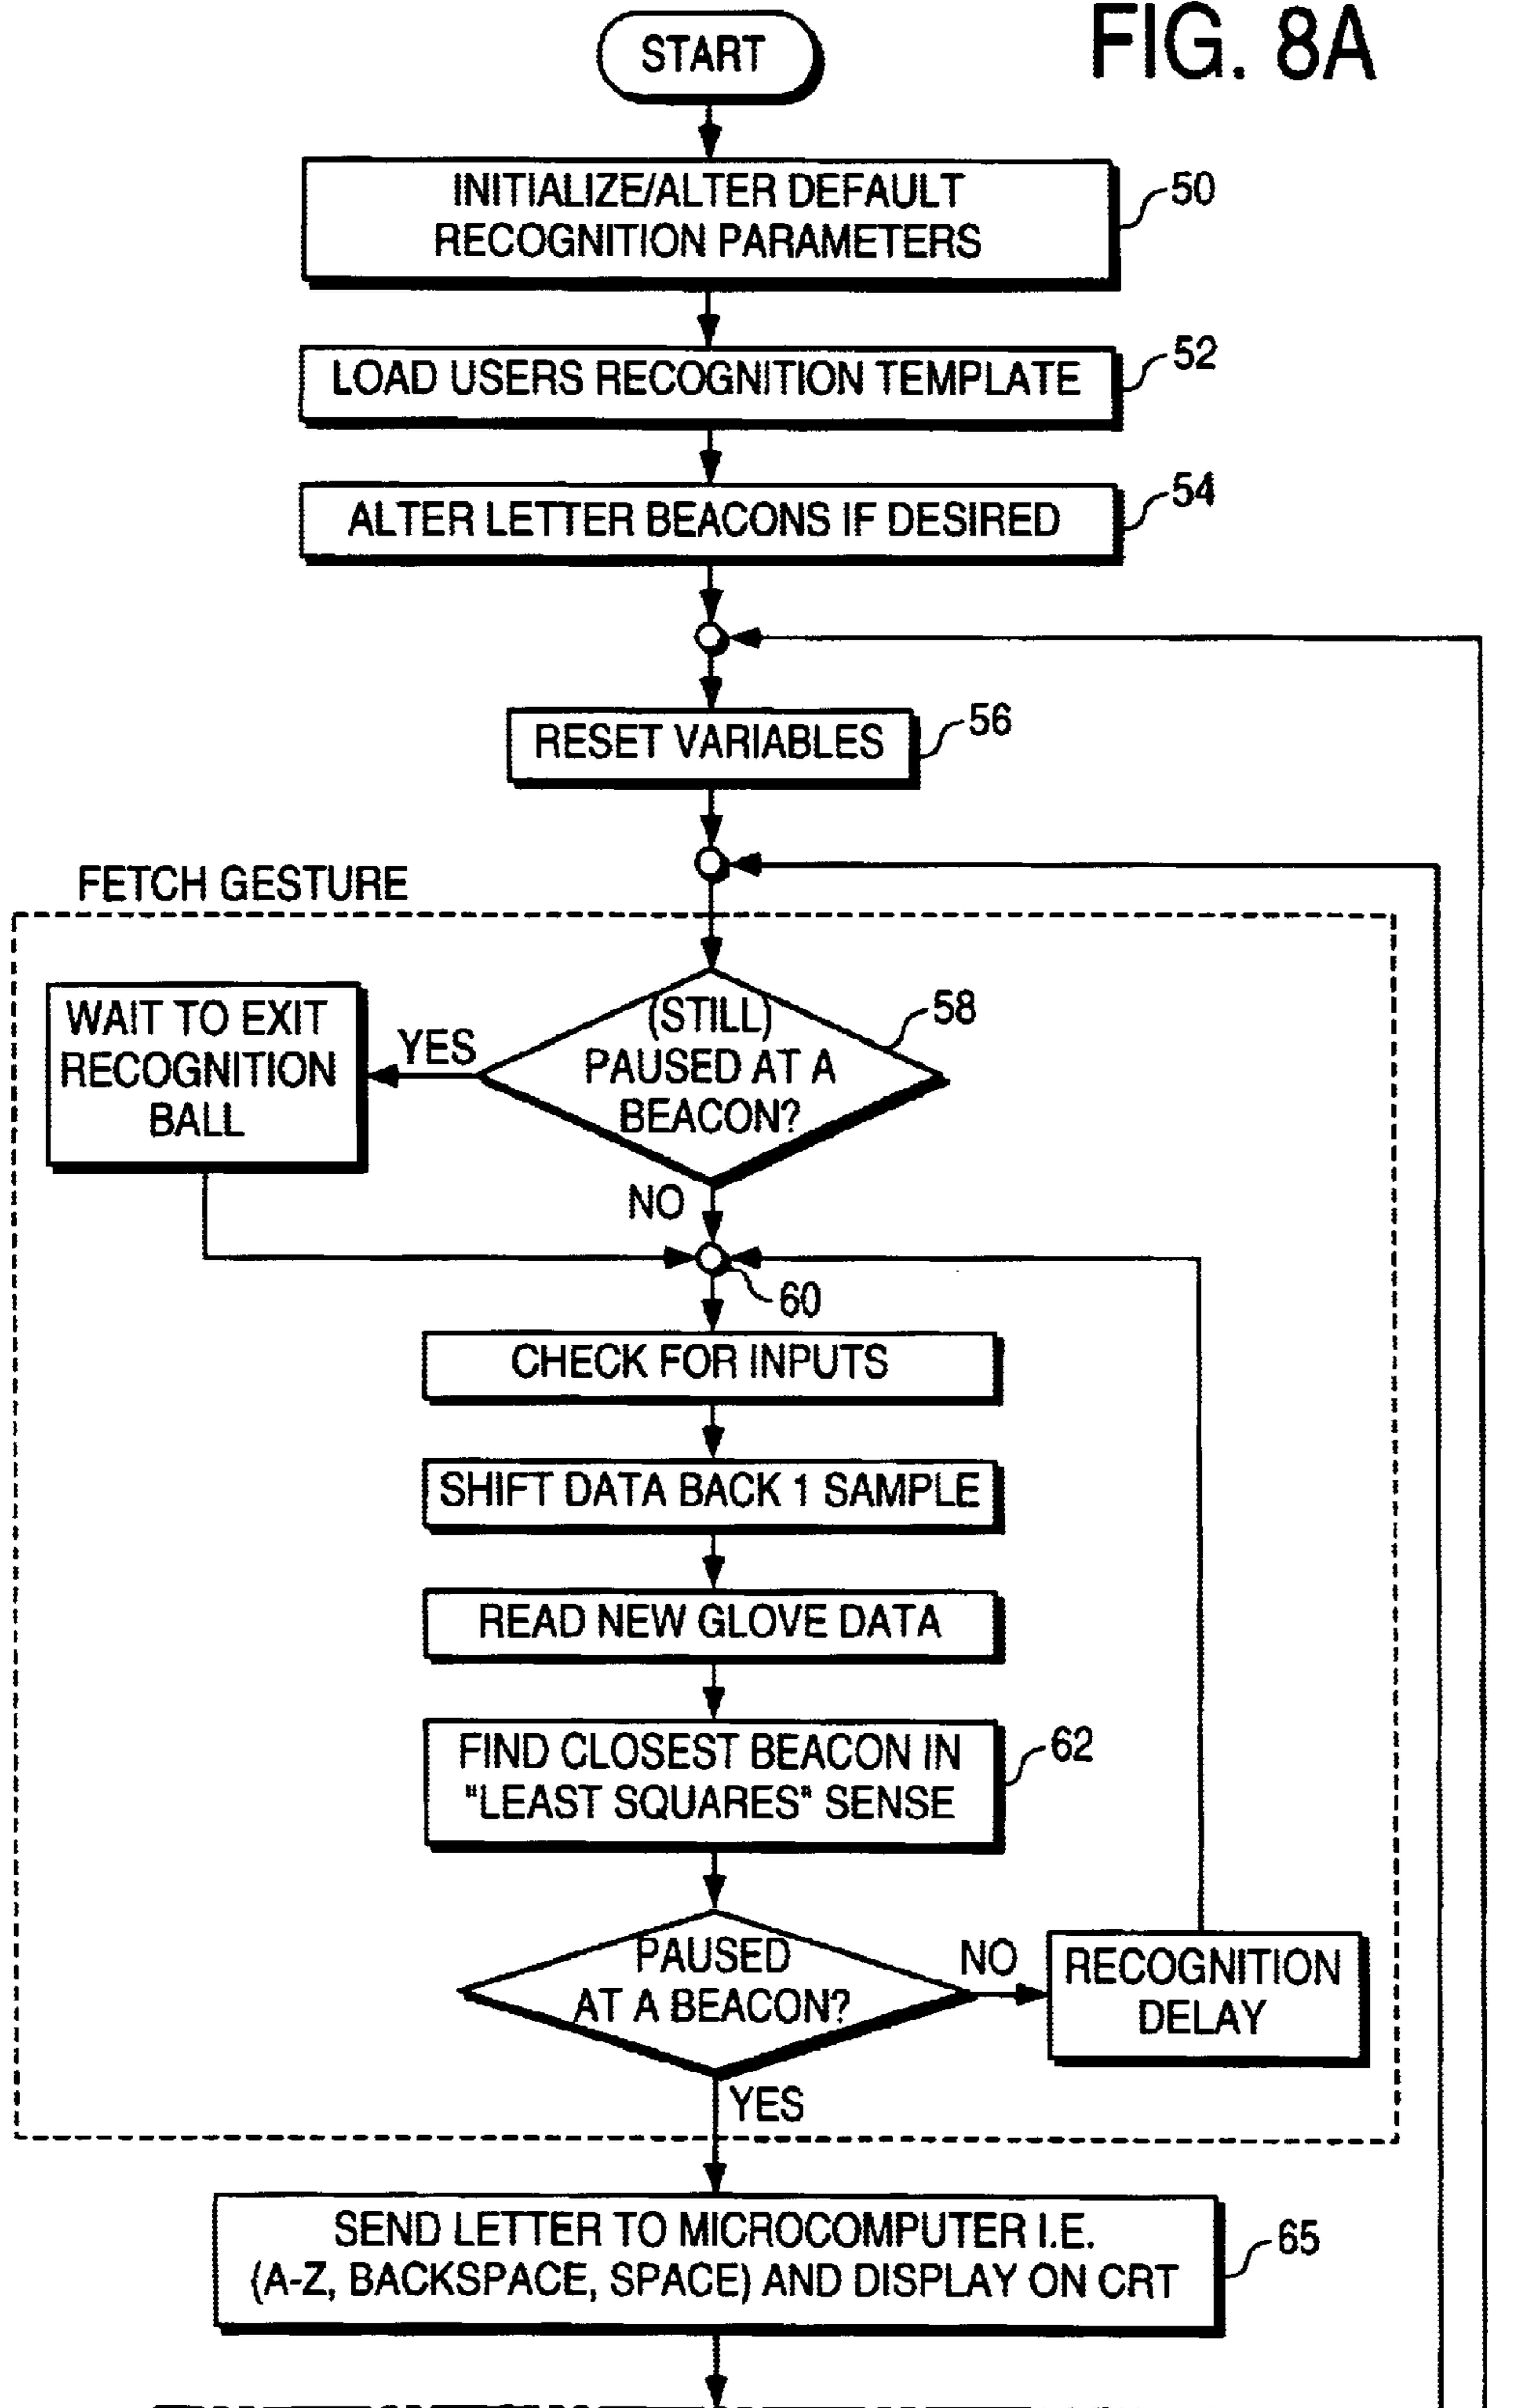 FIG. 8A
START
INITIALIZE/ALTER DEFAULT
RECOGNITION PARAMETERS
50
LOAD USERS RECOGNITION TEMPLATE
52
ALTER LETTER BEACONS IF DESIRED
54
RESET VARIABLES
56
FETCH GESTURE
(STILL)
PAUSED AT A
BEACON?
58
YES
WAIT TO EXIT
RECOGNITION
BALL
NO
60
CHECK FOR INPUTS
SHIFT DATA BACK 1 SAMPLE
READ NEW GLOVE DATA
FIND CLOSEST BEACON IN
"LEAST SQUARES" SENSE
62
PAUSED
AT A BEACON?
NO
RECOGNITION
DELAY
YES
SEND LETTER TO MICROCOMPUTER I.E.
(A-Z, BACKSPACE, SPACE) AND DISPLAY ON CRT
65